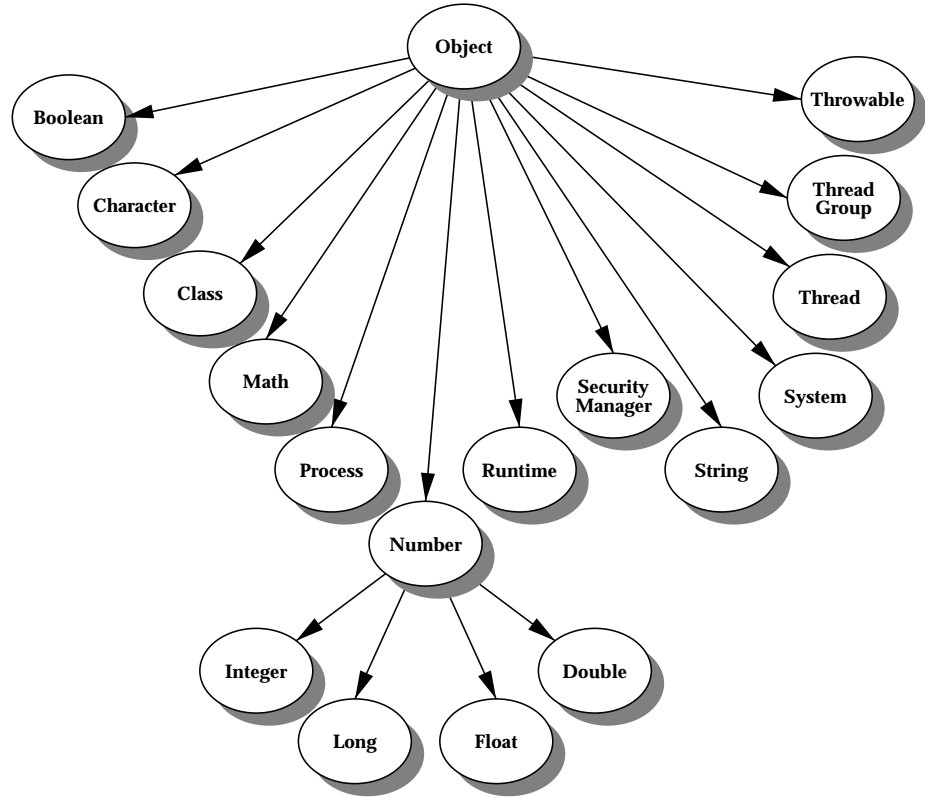 Object
Boolean
Throwable
Character
Thread
Group
Class
Thread
Math
Security
Manager
System
Process
Runtime
String
Number
Integer
Double
Long
Float